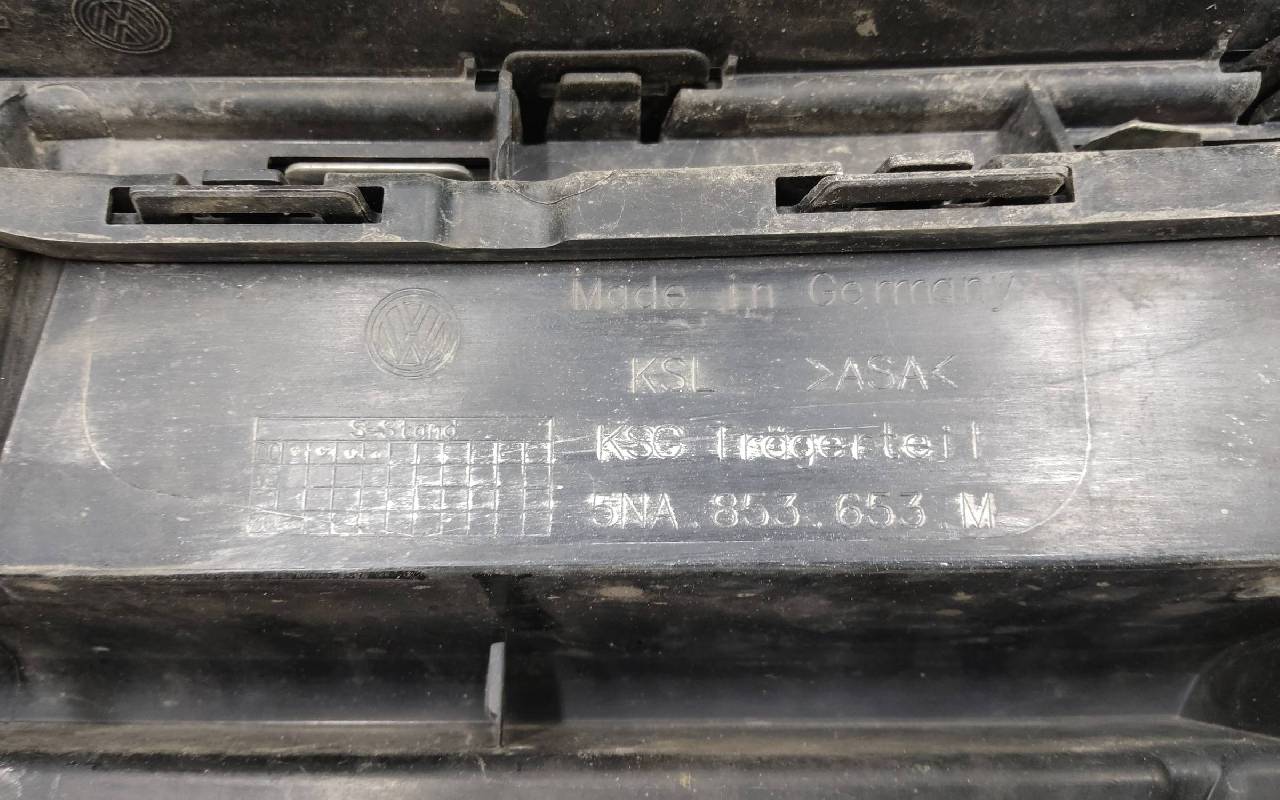 Made in Germany
KSL >ASA<
S-Stand
KSG Trägerteil
5NA.853.653.M